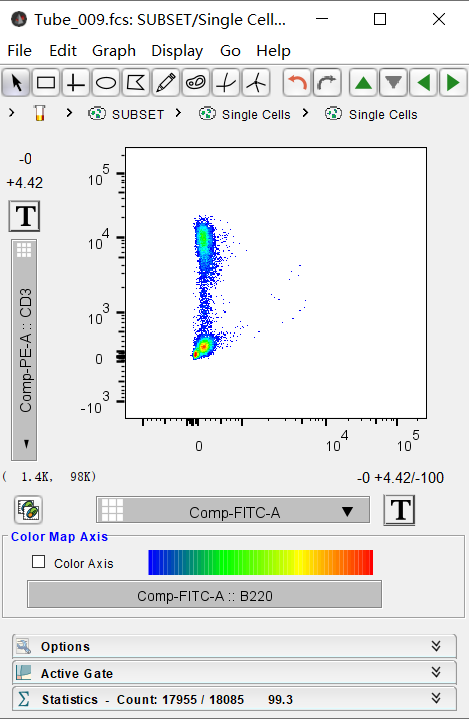 Tube_009.fcs: SUBSET/Single Cell...
File Edit Graph Display Go Help
> > SUBSET > Single Cells > Single Cells
-0
+4.42
T
Comp-PE-A :: CD3
10^5
10^4
10^3
0
-10^3
0 10^4 10^5
( 1.4K, 98K) -0 +4.42/-100
Comp-FITC-A T
Color Map Axis
Color Axis
Comp-FITC-A :: B220
Options
Active Gate
Σ Statistics - Count: 17955 / 18085 99.3